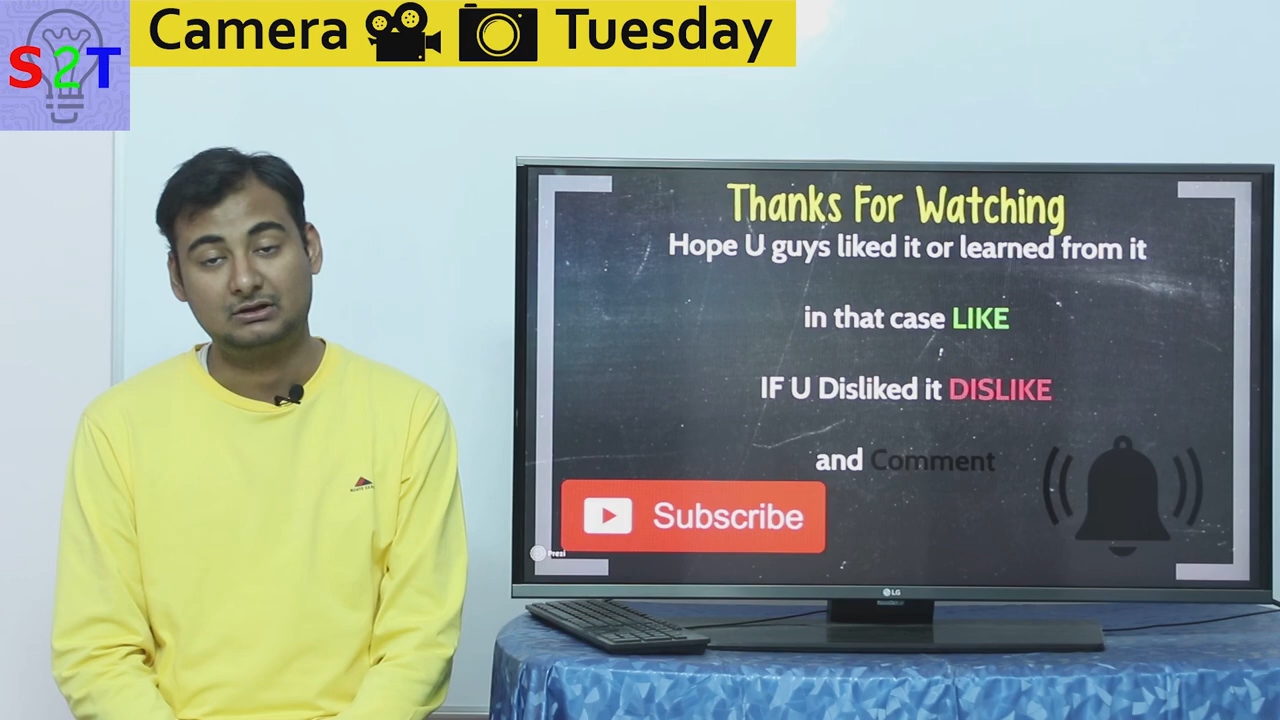 S2T
Camera Tuesday
Thanks For Watching
Hope U guys liked it or learned from it
in that case LIKE
IF U Disliked it DISLIKE
and Comment
Subscribe
Prezi
LG